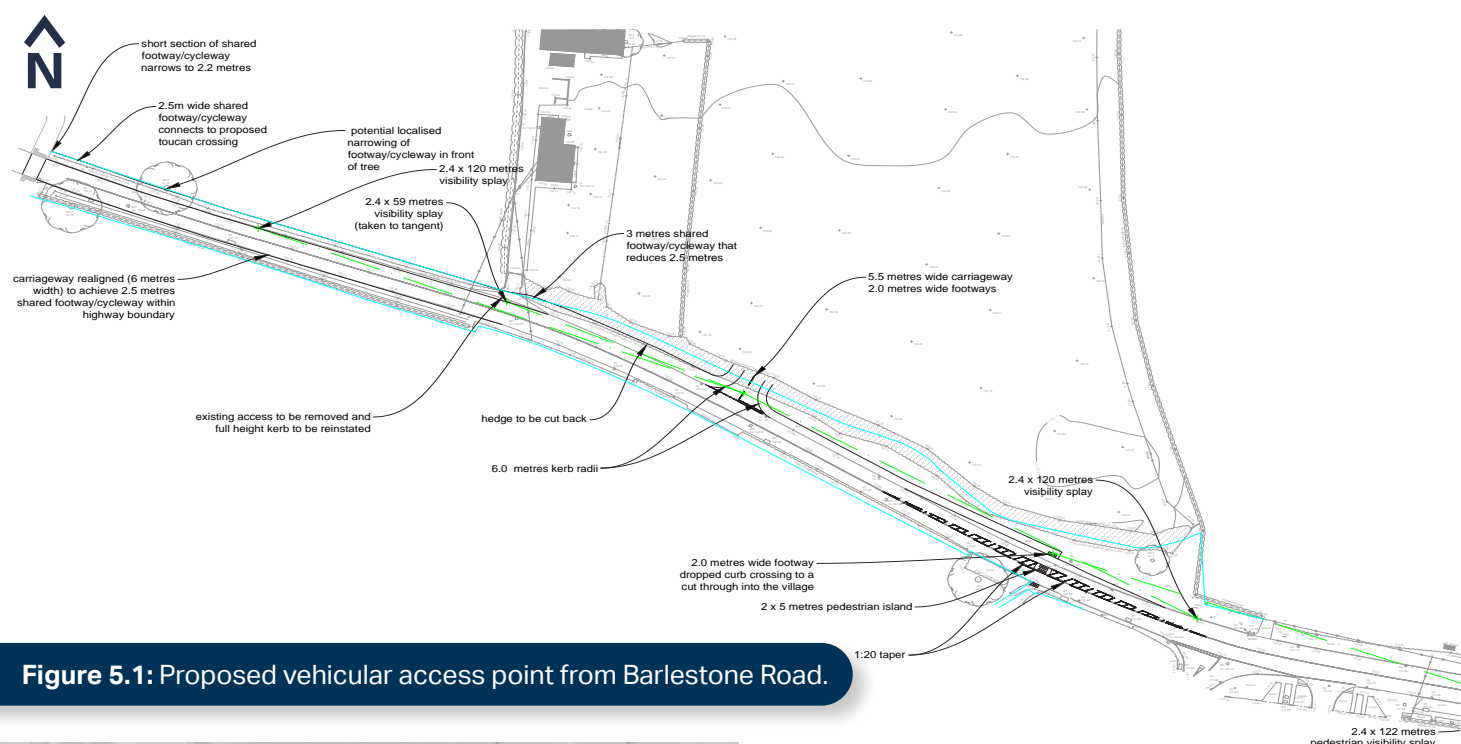 N
short section of shared
footway/cycleway
narrows to 2.2 metres
2.5m wide shared
footway/cycleway
connects to proposed
toucan crossing
potential localised
narrowing of
footway/cycleway in front
of tree
2.4 x 120 metres
visibility splay
2.4 x 59 metres
visibility splay
(taken to tangent)
3 metres shared
footway/cycleway that
reduces 2.5 metres
5.5 metres wide carriageway
2.0 metres wide footways
carriageway realigned (6 metres
width) to achieve 2.5 metres
shared footway/cycleway within
highway boundary
existing access to be removed and
full height kerb to be reinstated
hedge to be cut back
6.0 metres kerb radii
2.4 x 120 metres
visibility splay
2.0 metres wide footway
dropped curb crossing to a
cut through into the village
2 x 5 metres pedestrian island
1:20 taper
Figure 5.1: Proposed vehicular access point from Barlestone Road.
2.4 x 122 metres
pedestrian visibility splay